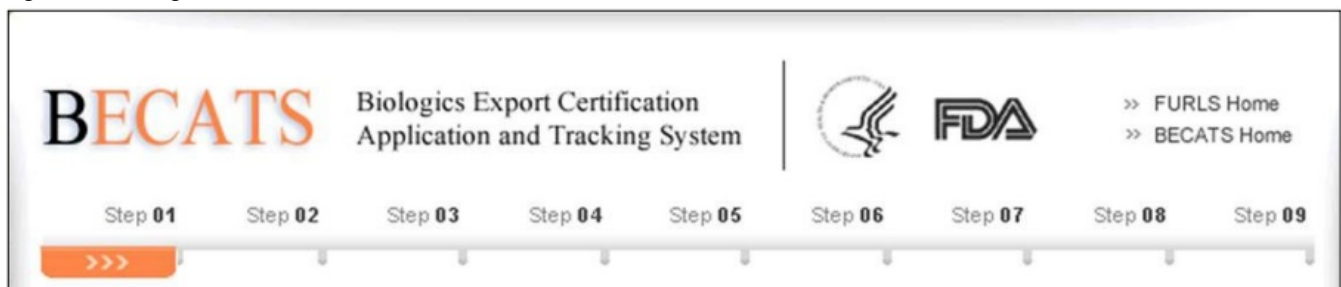 BECATS
Biologics Export Certification
Application and Tracking System
FDA
>> FURLS Home
>> BECATS Home
Step 01 Step 02 Step 03 Step 04 Step 05 Step 06 Step 07 Step 08 Step 09
>>>